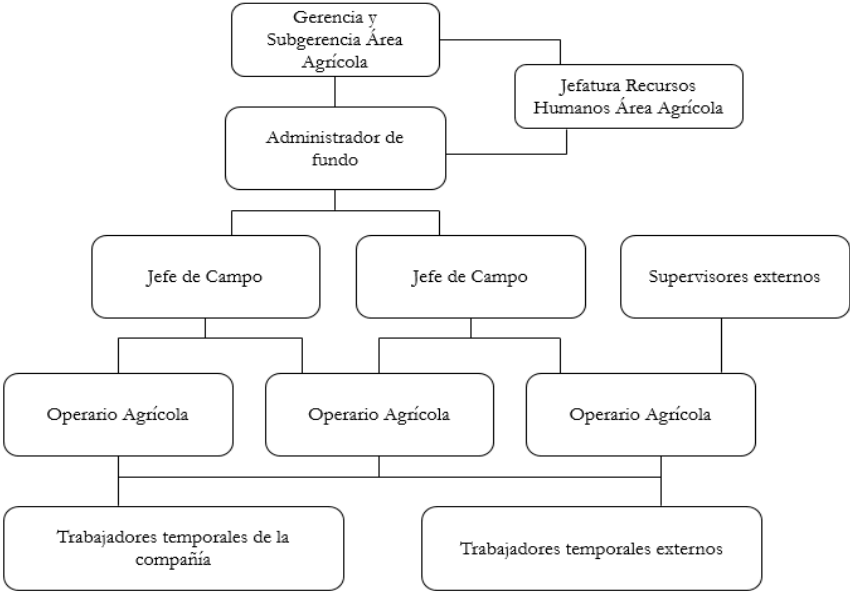 Gerencia y
Subgerencia Área
Agrícola
Jefatura Recursos
Humanos Área Agrícola
Administrador de
fundo
Jefe de Campo
Jefe de Campo
Supervisores externos
Operario Agrícola
Operario Agrícola
Operario Agrícola
Trabajadores temporales de la
compañía
Trabajadores temporales externos